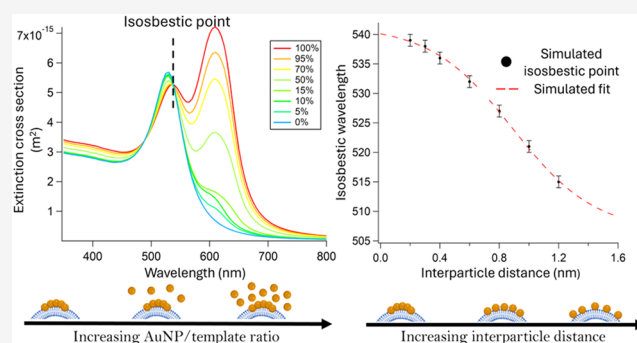 Isosbestic point
7x10⁻¹⁵
6
5
4
3
2
1
Extinction cross section
(m²)
100%
95%
70%
50%
15%
10%
5%
0%
400
500
600
700
800
Wavelength (nm)
Increasing AuNP/template ratio
540
535
530
525
520
515
510
505
Isosbestic wavelength
Simulated
isosbestic point
Simulated fit
0.0
0.4
0.8
1.2
1.6
Interparticle distance (nm)
Increasing interparticle distance